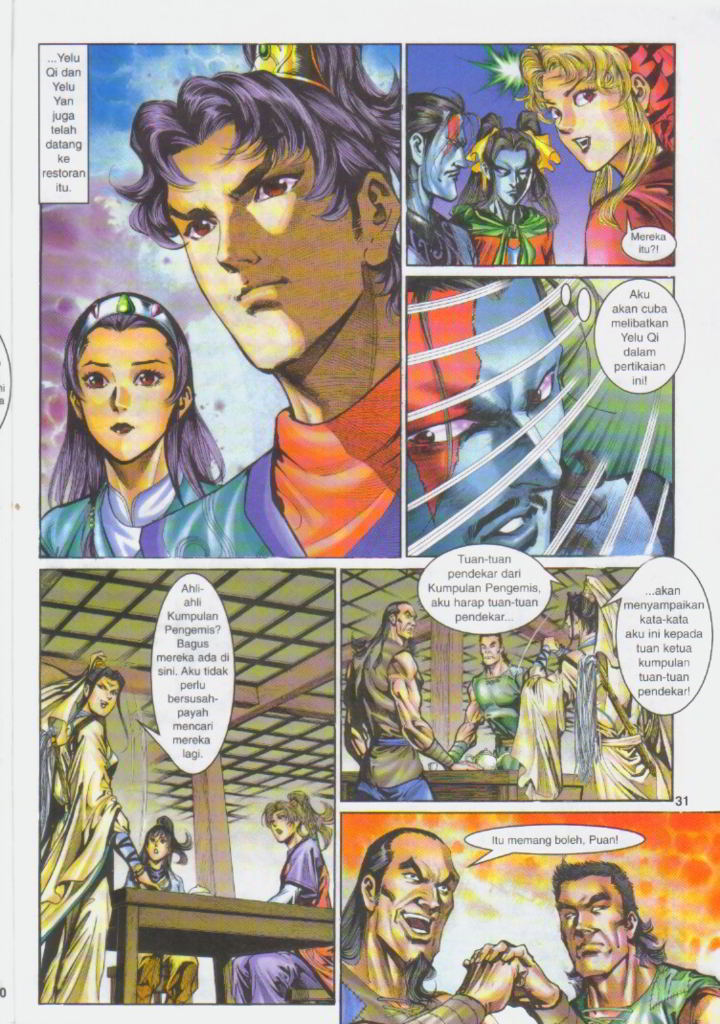 ...Yelu
Qi dan
Yelu
Yan
juga
telah
datang
ke
restoran
itu.
Mereka
itu?!
Aku
akan cuba
melibatkan
Yelu Qi
dalam
pertikaian
ini!
Ahli-
ahli
Kumpulan
Pengemis?
Bagus
mereka ada di
sini. Aku tidak
perlu
bersusah-
payah
mencari
mereka
lagi.
Tuan-tuan
pendekar dari
Kumpulan Pengemis,
aku harap tuan-tuan
pendekar...
...akan
menyampaikan
kata-kata
aku ini kepada
tuan ketua
kumpulan
tuan-tuan
pendekar!
31
Itu memang boleh, Puan!